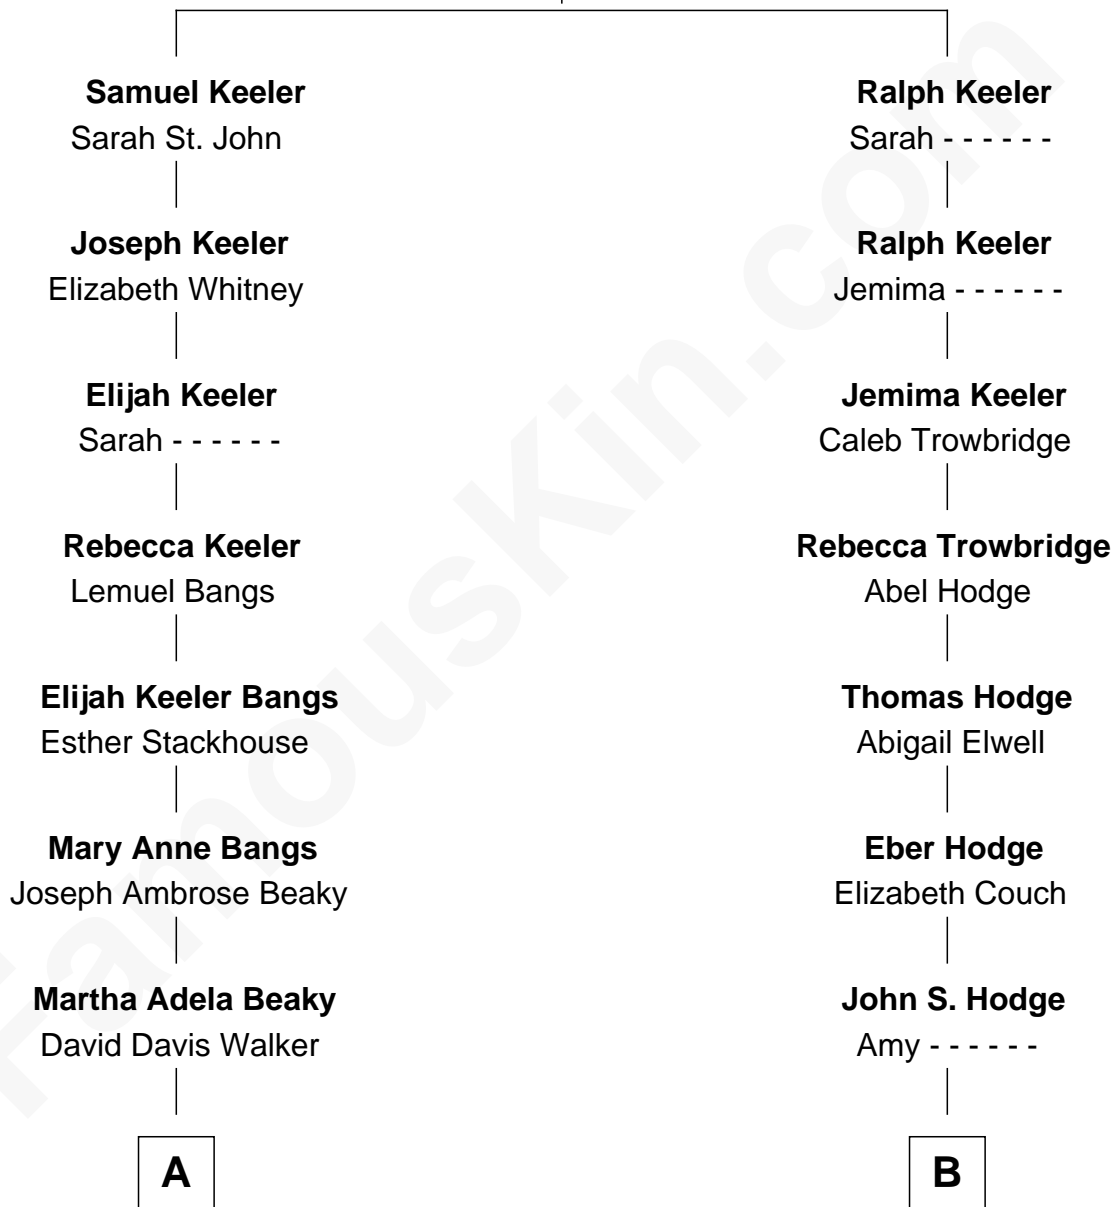 Samuel Keeler
Sarah St. John
Joseph Keeler
Elizabeth Whitney
Elijah Keeler
Sarah - - - - - -
Rebecca Keeler
Lemuel Bangs
Elijah Keeler Bangs
Esther Stackhouse
Mary Anne Bangs
Joseph Ambrose Beaky
Martha Adela Beaky
David Davis Walker
A
Ralph Keeler
Sarah - - - - - -
Ralph Keeler
Jemima - - - - - -
Jemima Keeler
Caleb Trowbridge
Rebecca Trowbridge
Abel Hodge
Thomas Hodge
Abigail Elwell
Eber Hodge
Elizabeth Couch
John S. Hodge
Amy - - - - - -
B
FamousKin.com